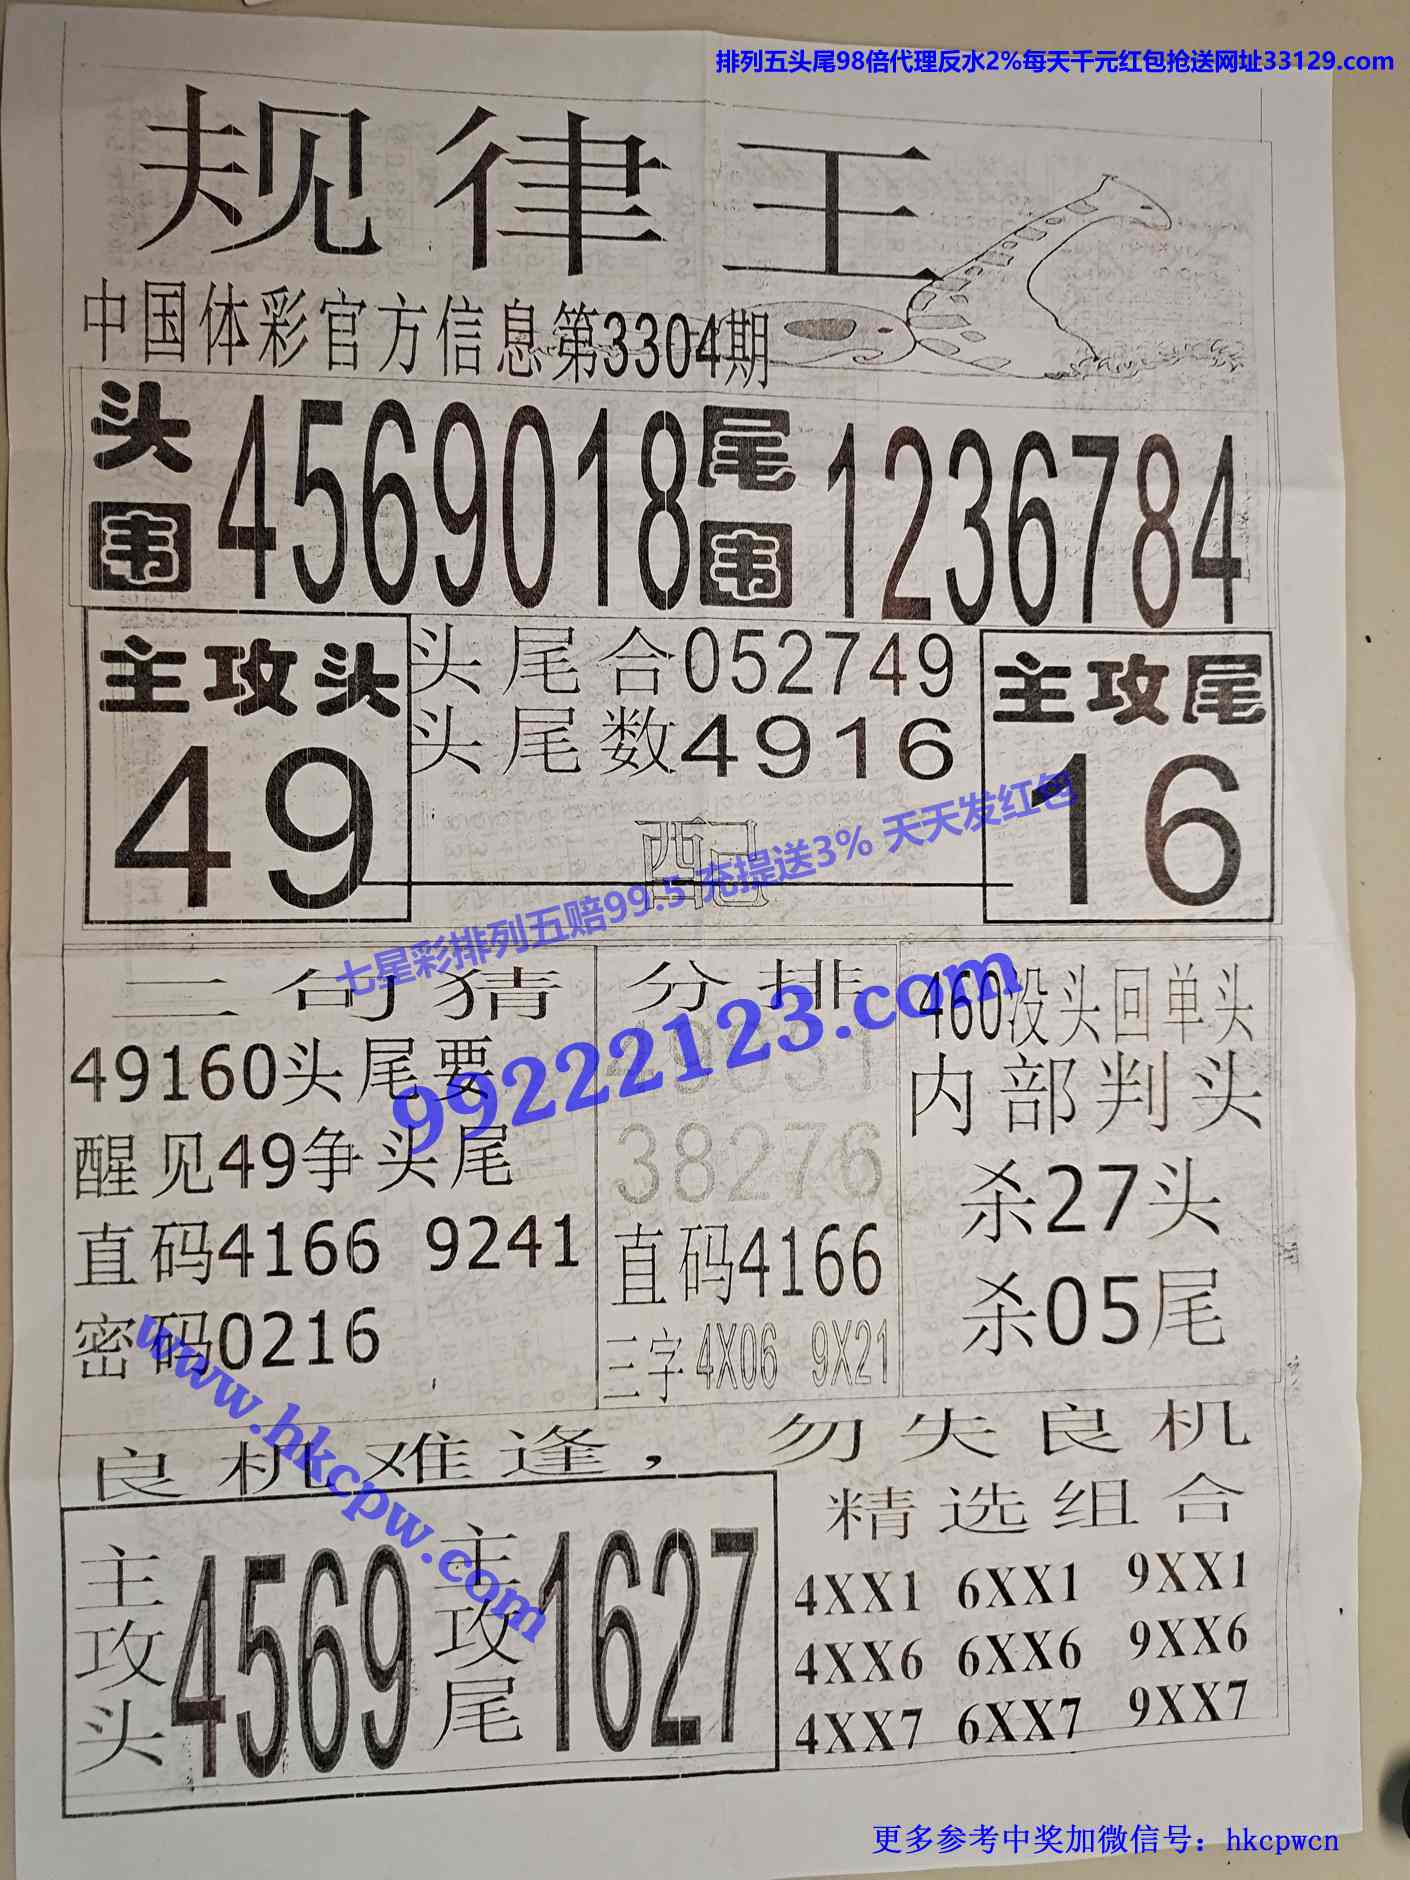 排列五头尾98倍代理反水2%每天千元红包抢送网址33129.com
规律王
中国体彩官方信息第3304期
头围 4569018 尾围 1236784
主攻头 49
头尾合052749
头尾数4916
主攻尾 16
配
七星彩排列五赔99.5 充提送3% 天天发红包
99222123.com
三句猜
49160头尾要
醒见49争头尾
直码4166 9241
密码0216
分排
38276
直码4166
三字 4X06 9X21
460没头回单头
内部判头
杀27头
杀05尾
www.hkcpw.com
良机难逢，勿失良机
主攻头 4569 主攻尾 1627
精选组合
4XX1 6XX1 9XX1
4XX6 6XX6 9XX6
4XX7 6XX7 9XX7
更多参考中奖加微信号：hkcpwcn